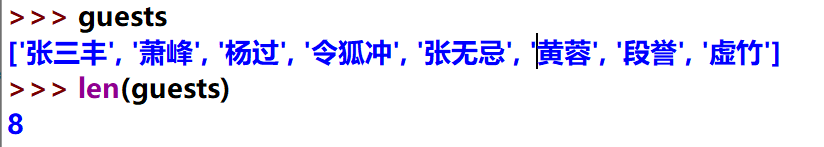 >>> guests
['张三丰', '萧峰', '杨过', '令狐冲', '张无忌', '黄蓉', '段誉', '虚竹']
>>> len(guests)
8